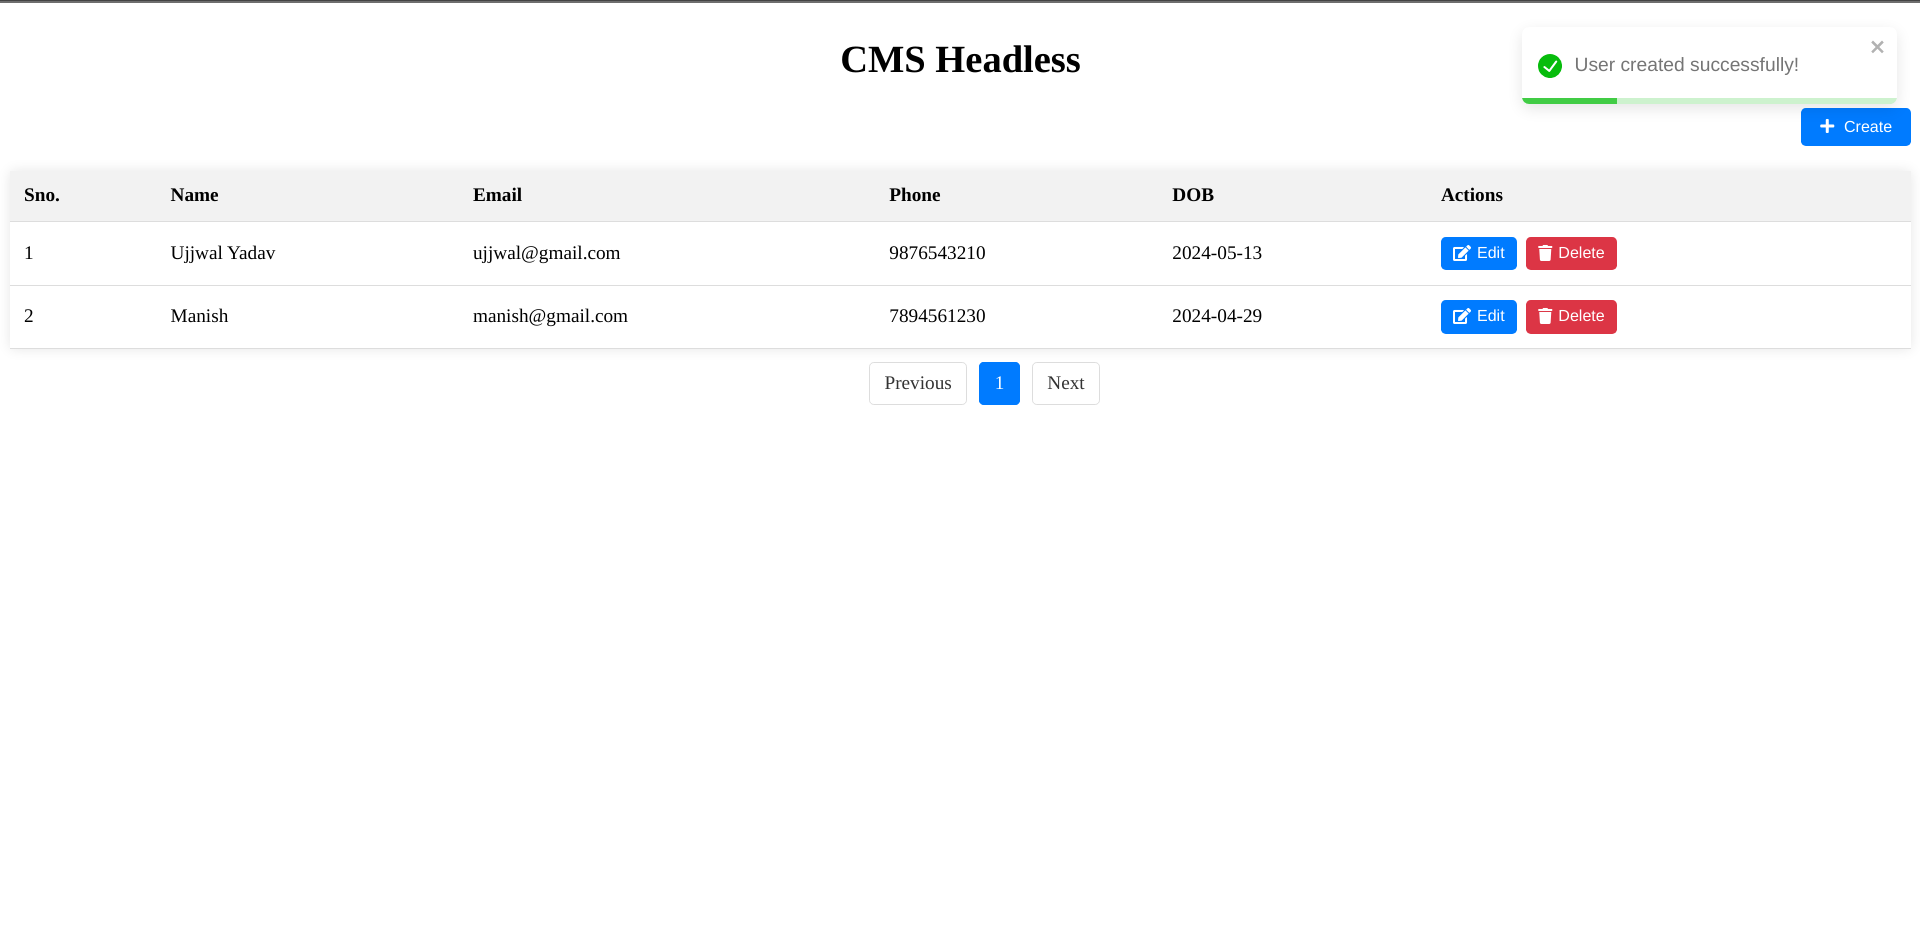 CMS Headless
User created successfully!
Create
Sno. Name Email Phone DOB Actions
1 Ujjwal Yadav ujjwal@gmail.com 9876543210 2024-05-13 Edit Delete
2 Manish manish@gmail.com 7894561230 2024-04-29 Edit Delete
Previous 1 Next